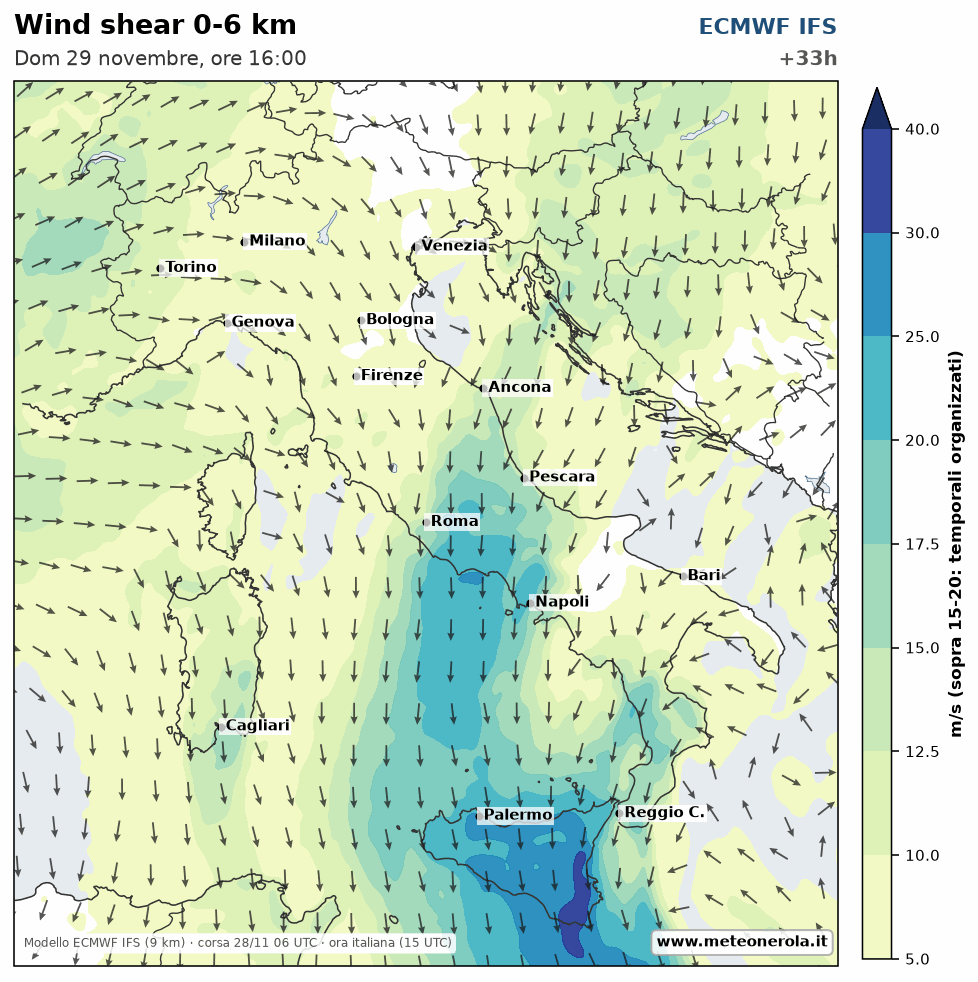 Wind shear 0-6 km
ECMWF IFS
Dom 29 novembre, ore 16:00
+33h
40.0
Milano
Venezia
30.0
Torino
Genova
Bologna
25.0
Firenze
Ancona
20.0
Pescara
Roma
17.5
Bari
Napoli
15.0
Cagliari
12.5
Palermo
Reggio C.
10.0
5.0
m/s (sopra 15-20: temporali organizzati)
Modello ECMWF IFS (9 km) · corsa 28/11 06 UTC · ora italiana (15 UTC)
www.meteonerola.it